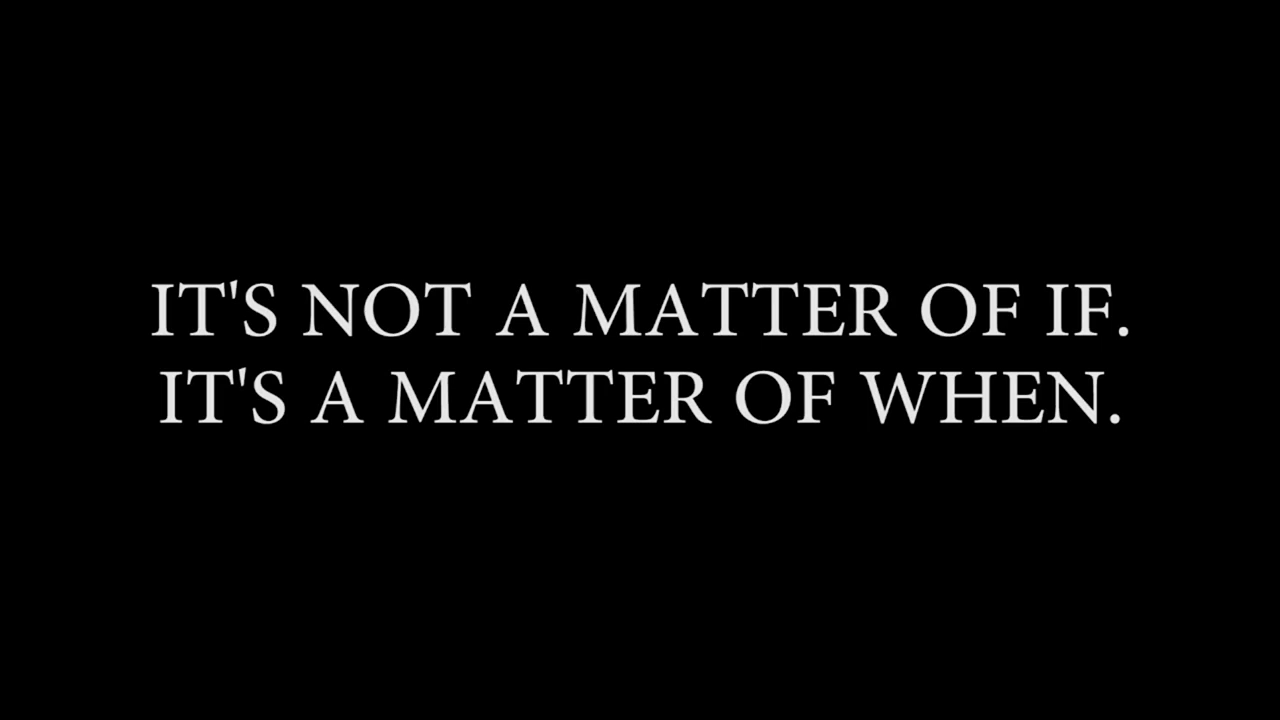 IT'S NOT A MATTER OF IF.
IT'S A MATTER OF WHEN.